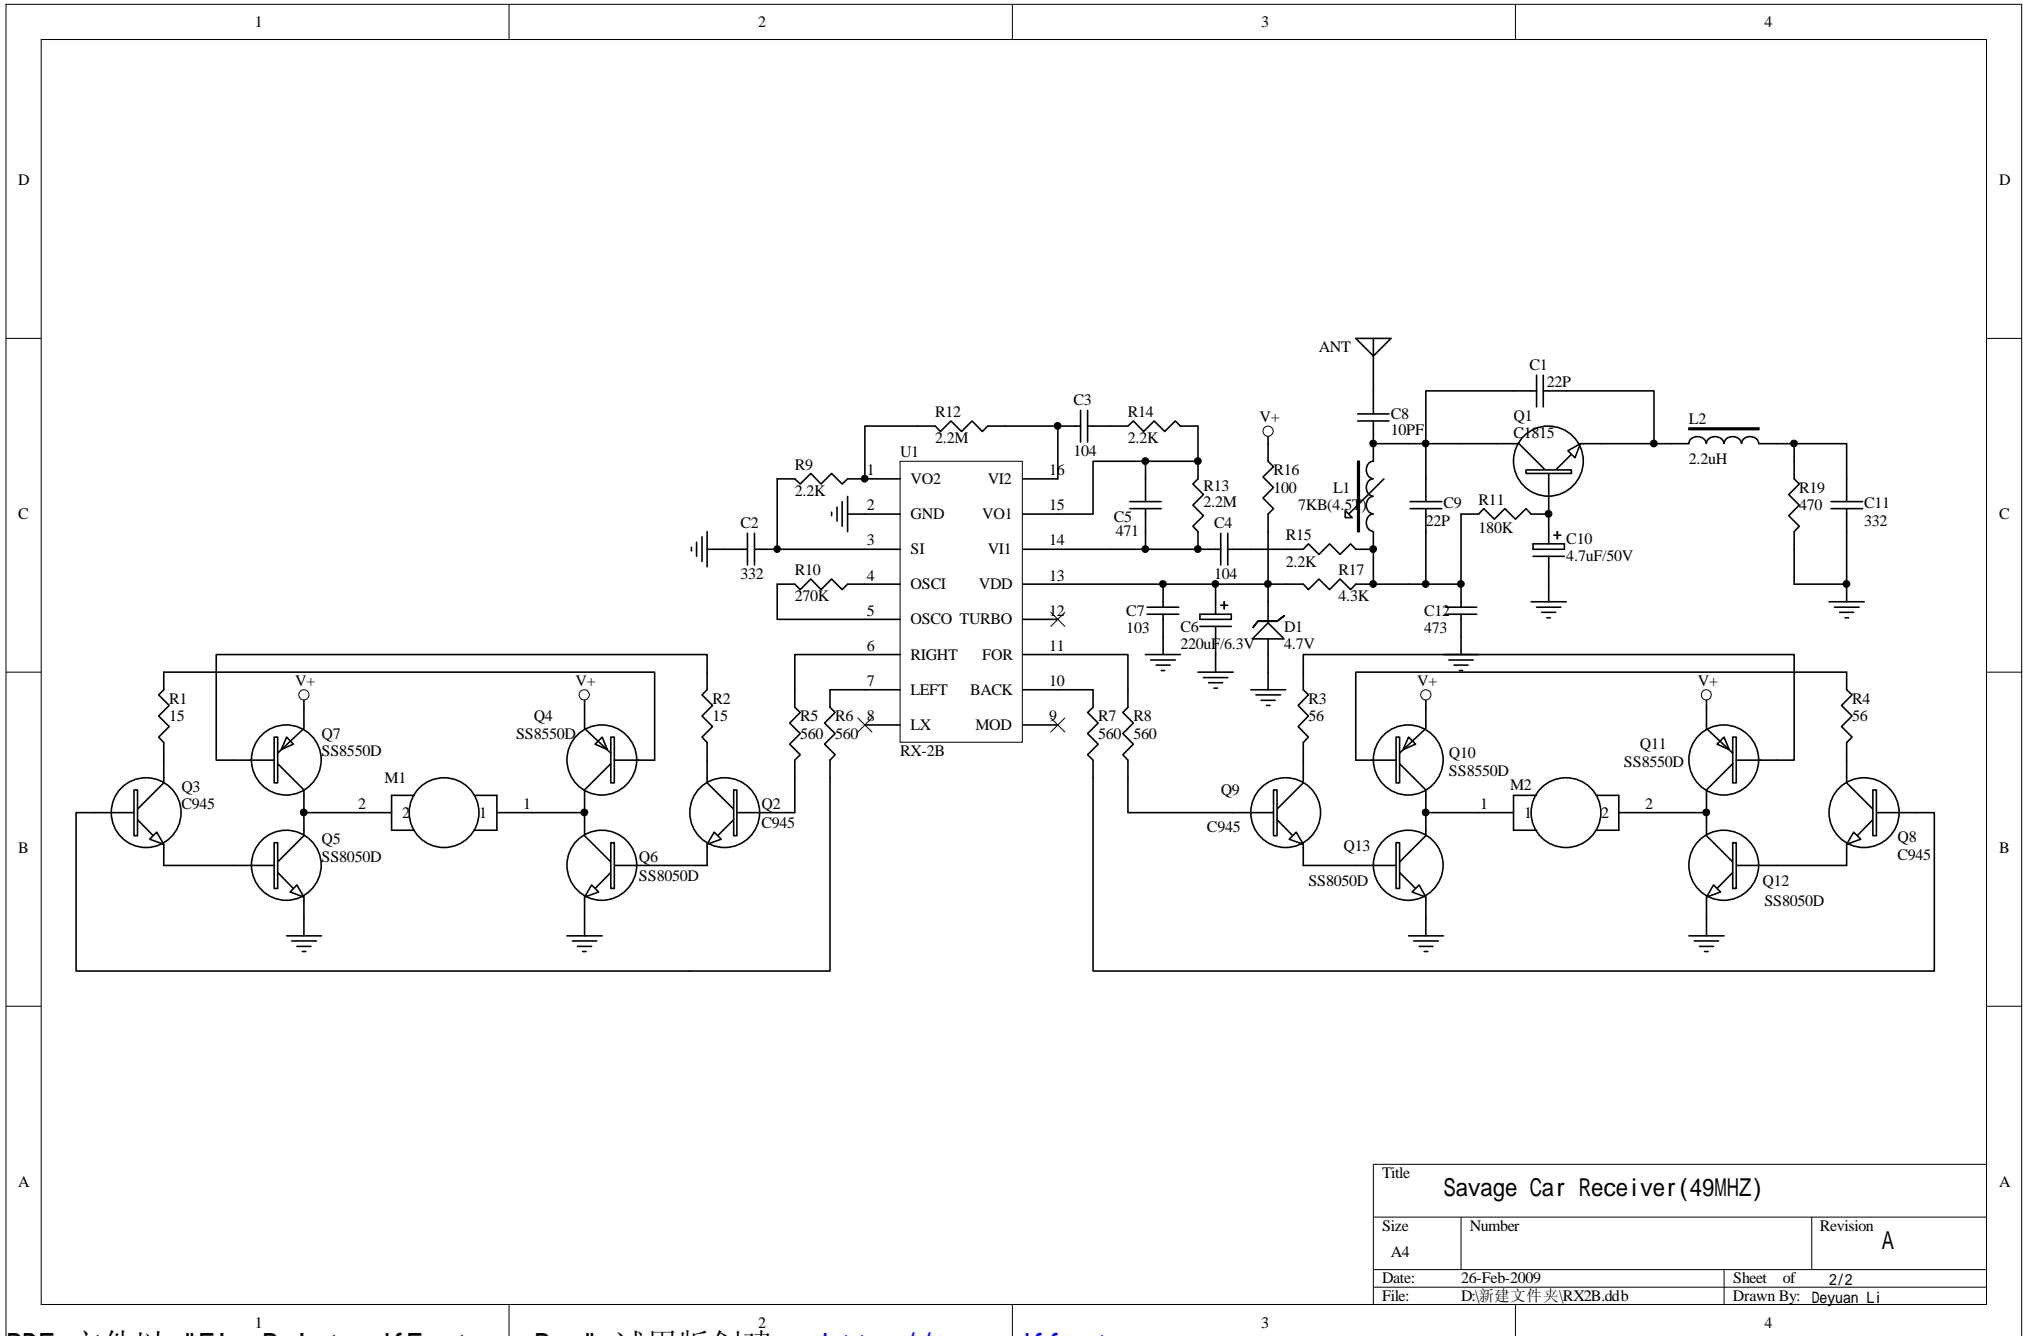 1 2 3 4
D D
C C
B B
A A
ANT
C1
22P
C8
10PF
Q1
C1815
L2
2.2uH
R12
2.2M
C3
104
R14
2.2K
V+
R16
100
L1
C9
22P
R11
180K
R19
470
C11
332
C10
4.7uF/50V
+
U1
R9
2.2K
C2
332
R10
270K
R13
2.2M
C5
471
C4
104
R15
2.2K
R17
4.3K
C7
103
C6
220uF/6.3V
+
D1
4.7V
C12
473
1 VO2 VI2 16
2 GND VO1 15
3 SI VI1 14
4 OSCI VDD 13
5 OSCO TURBO 12
6 RIGHT FOR 11
7 LEFT BACK 10
8 LX MOD 9
RX-2B
R1
15
V+
Q7
SS8550D
V+
Q4
SS8550D
R2
15
R5
560
R6
560
R7
560
R8
560
Q3
C945
M1
2 2 1 1
Q2
C945
Q5
SS8050D
Q6
SS8050D
R3
56
V+
Q10
SS8550D
V+
Q11
SS8550D
R4
56
Q9
C945
M2
1 1 2 2
Q8
C945
Q13
SS8050D
Q12
SS8050D
Title
Savage Car Receiver(49MHZ)
Size
A4
Number
Revision
A
Date: 26-Feb-2009 Sheet of 2/2
File: D:\新建文件夹\RX2B.ddb Drawn By: Deyuan Li
1 2 3 4